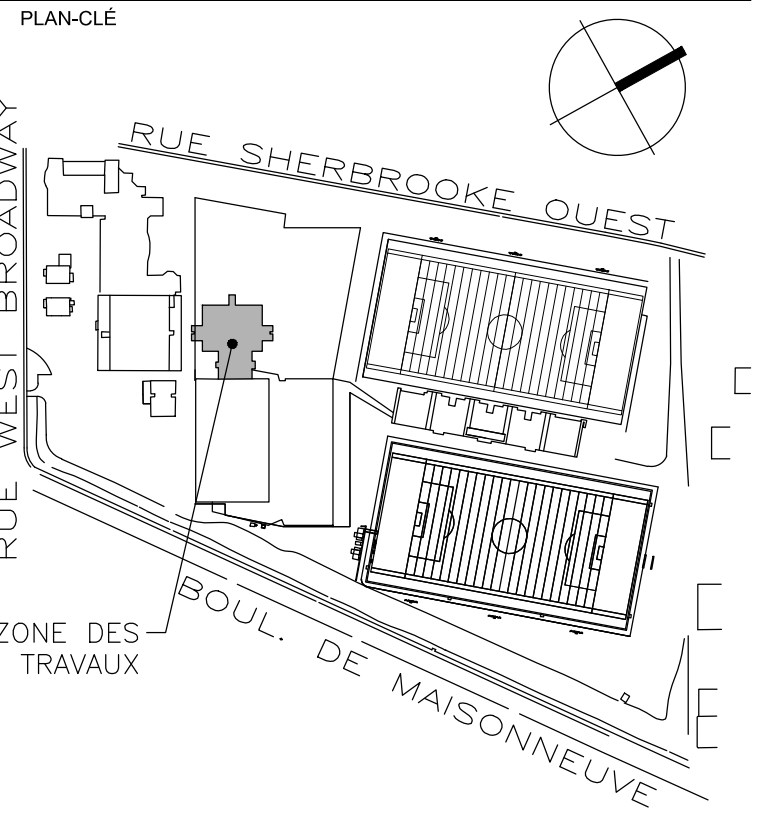 PLAN-CLÉ
RUE SHERBROOKE OUEST
RUE WEST BROADWAY
ZONE DES
TRAVAUX
BOUL. DE MAISONNEUVE